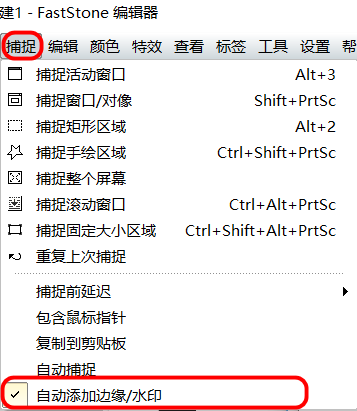 建1 - FastStone 编辑器
捕捉 编辑 颜色 特效 查看 标签 工具 设置 帮
捕捉活动窗口 Alt+3
捕捉窗口/对像 Shift+PrtSc
捕捉矩形区域 Alt+2
捕捉手绘区域 Ctrl+Shift+PrtSc
捕捉整个屏幕
捕捉滚动窗口 Ctrl+Alt+PrtSc
捕捉固定大小区域 Ctrl+Shift+Alt+PrtSc
重复上次捕捉
捕捉前延迟
包含鼠标指针
复制到剪贴板
自动捕捉
自动添加边缘/水印